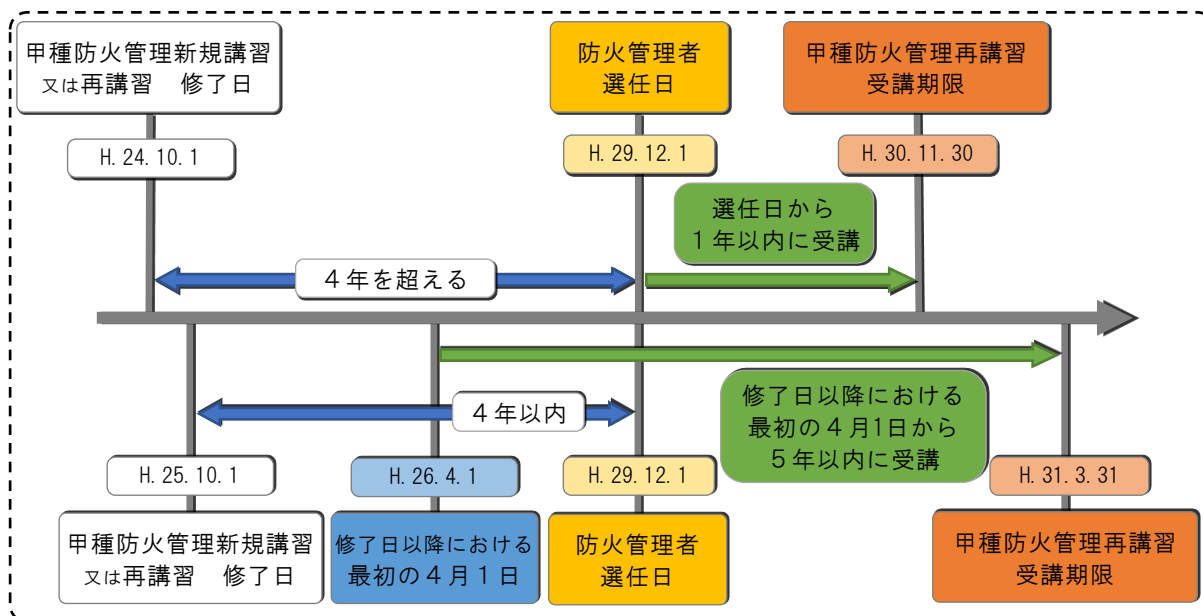 甲種防火管理新規講習
又は再講習　修了日
防火管理者
選任日
甲種防火管理再講習
受講期限
H. 24. 10. 1
H. 29. 12. 1
H. 30. 11. 30
選任日から
１年以内に受講
４年を超える
４年以内
修了日以降における
最初の４月1日から
５年以内に受講
H. 25. 10. 1
H. 26. 4. 1
H. 29. 12. 1
H. 31. 3. 31
甲種防火管理新規講習
又は再講習　修了日
修了日以降における
最初の４月１日
防火管理者
選任日
甲種防火管理再講習
受講期限